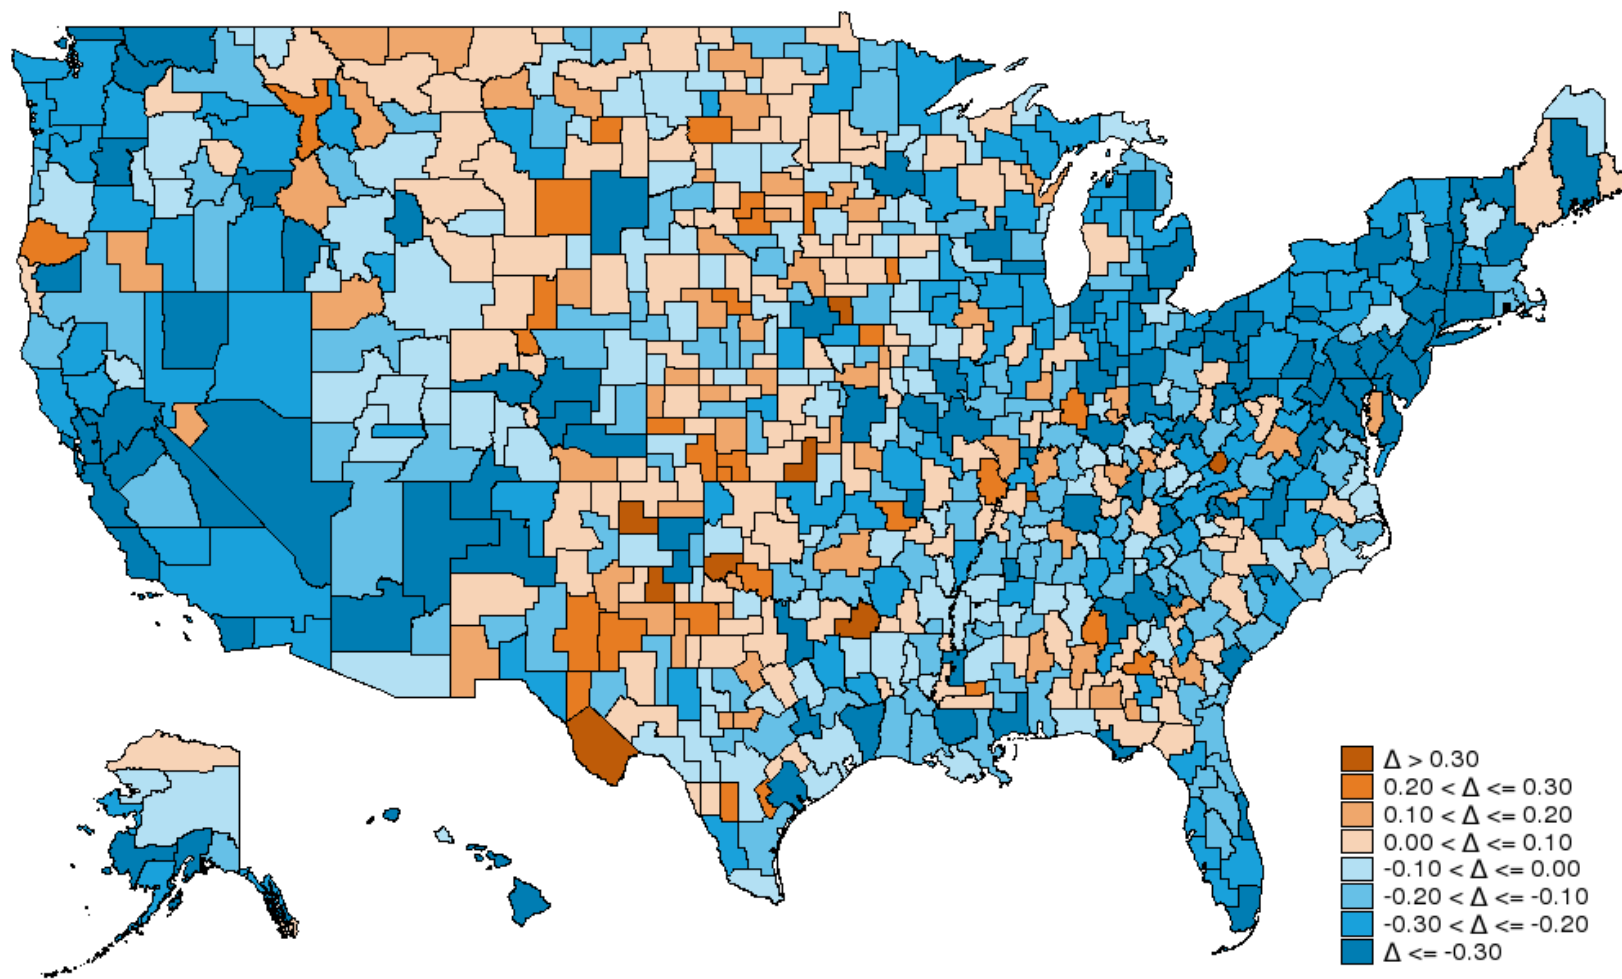 Δ > 0.30
0.20 < Δ <= 0.30
0.10 < Δ <= 0.20
0.00 < Δ <= 0.10
-0.10 < Δ <= 0.00
-0.20 < Δ <= -0.10
-0.30 < Δ <= -0.20
Δ <= -0.30